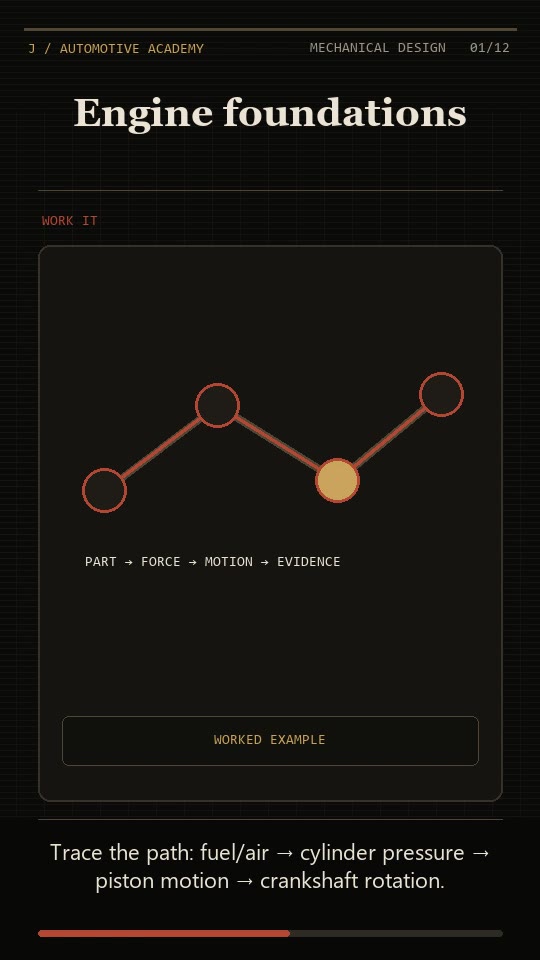 J / AUTOMOTIVE ACADEMY
MECHANICAL DESIGN 01/12
Engine foundations
WORK IT
PART → FORCE → MOTION → EVIDENCE
WORKED EXAMPLE
Trace the path: fuel/air → cylinder pressure →
piston motion → crankshaft rotation.